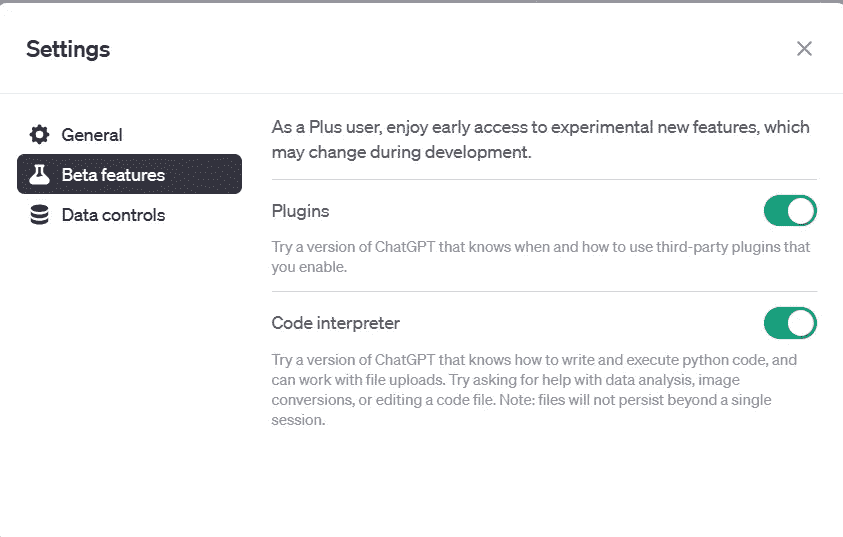 Settings
General
Beta features
Data controls
As a Plus user, enjoy early access to experimental new features, which
may change during development.
Plugins
Try a version of ChatGPT that knows when and how to use third-party plugins that
you enable.
Code interpreter
Try a version of ChatGPT that knows how to write and execute python code, and
can work with file uploads. Try asking for help with data analysis, image
conversions, or editing a code file. Note: files will not persist beyond a single
session.